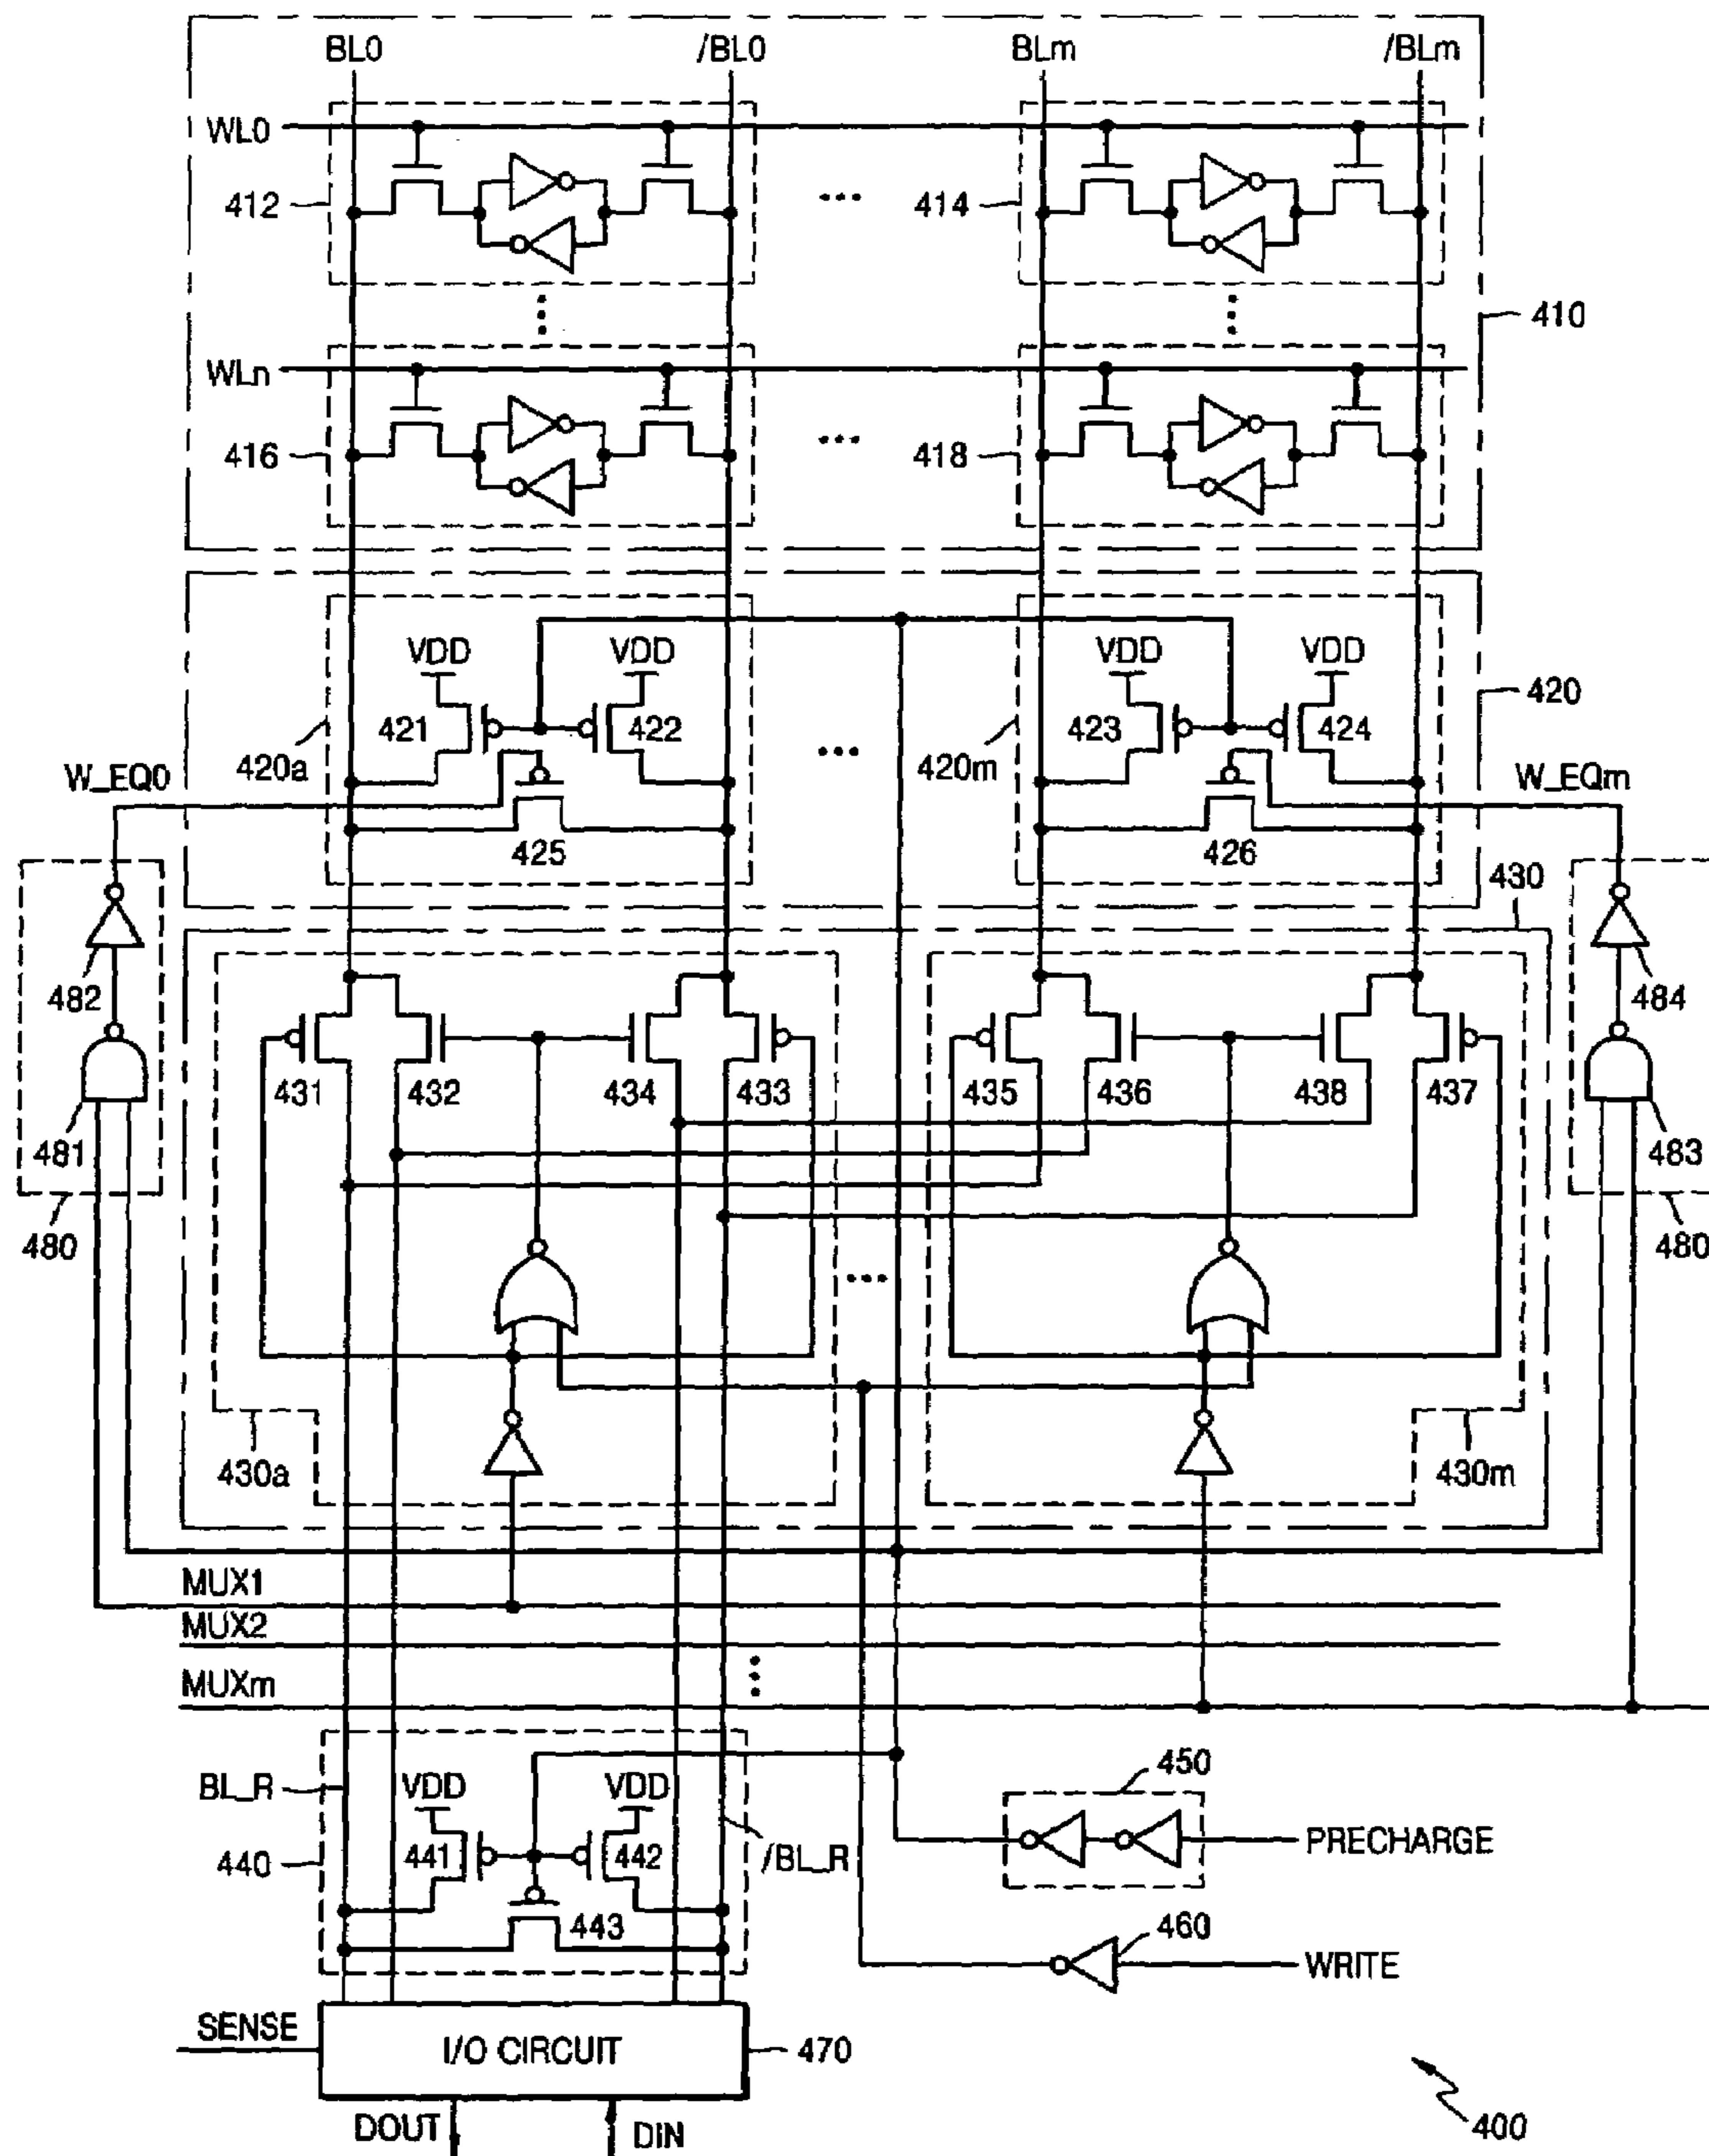 BL0 /BL0 BLm /BLm
WL0
412 414
410
WLn
416 418
VDD VDD VDD VDD
420
421 422 423 424
420a 420m
W_EQ0 W_EQm
425 426
430
482 484
431 432 434 433 435 436 438 437
481 483
480 480
430a 430m
MUX1
MUX2
MUXm
450
BL_R VDD VDD
PRECHARGE
440 441 442 /BL_R
443 460
WRITE
SENSE
I/O CIRCUIT 470
DOUT DIN
400